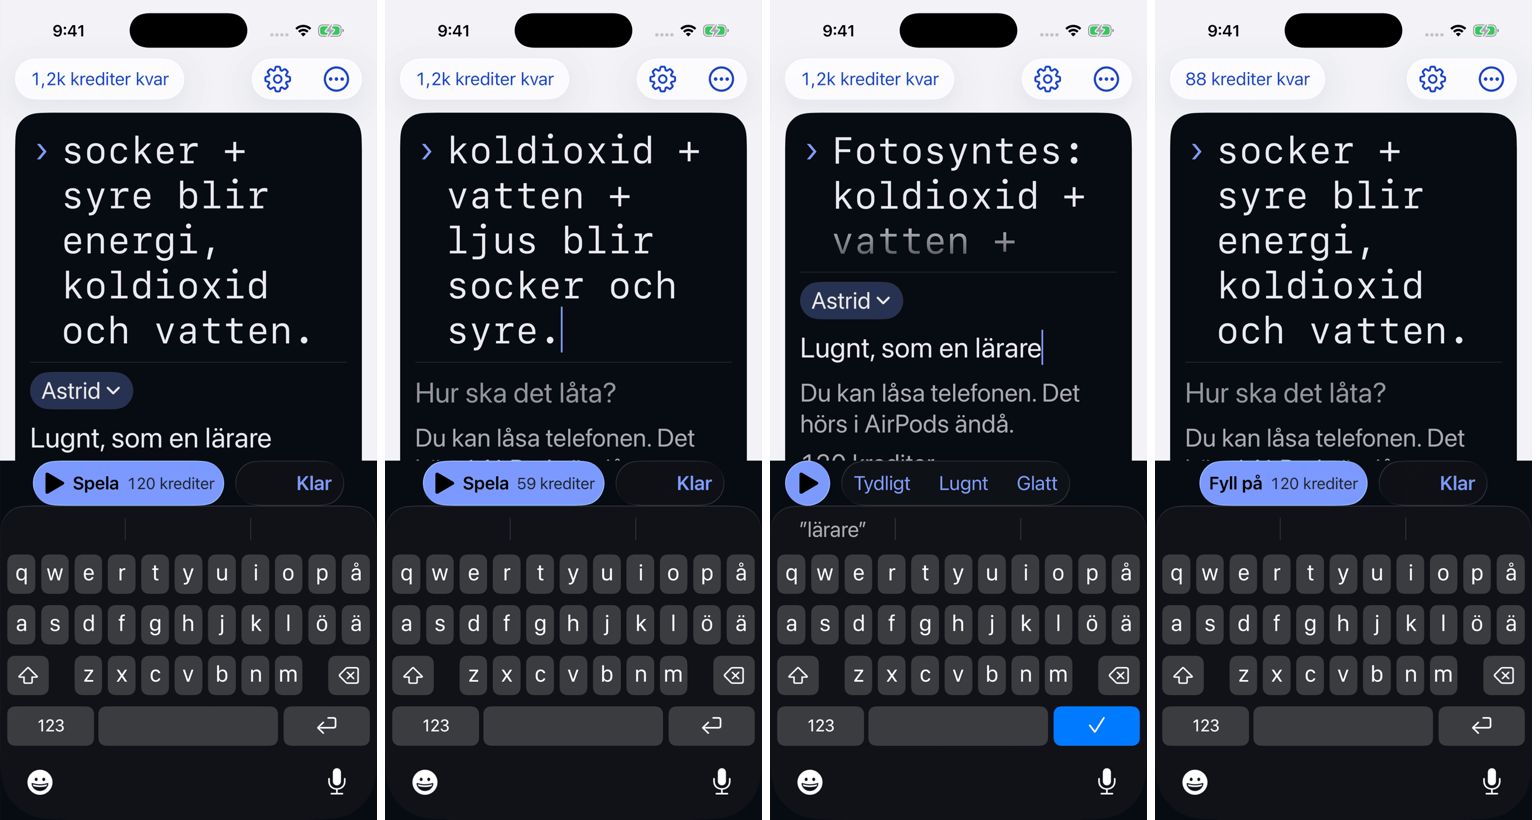 9:41
1,2k krediter kvar
› socker +
syre blir
energi,
koldioxid
och vatten.
Astrid
Lugnt, som en lärare
Spela 120 krediter
Klar
q w e r t y u i o p å
a s d f g h j k l ö ä
z x c v b n m
123
9:41
1,2k krediter kvar
› koldioxid +
vatten +
ljus blir
socker och
syre.
Hur ska det låta?
Du kan låsa telefonen. Det
Spela 59 krediter
Klar
q w e r t y u i o p å
a s d f g h j k l ö ä
z x c v b n m
123
9:41
1,2k krediter kvar
› Fotosyntes:
koldioxid +
vatten +
Astrid
Lugnt, som en lärare
Du kan låsa telefonen. Det
hörs i AirPods ändå.
120 krediter
Tydligt Lugnt Glatt
"lärare"
q w e r t y u i o p å
a s d f g h j k l ö ä
z x c v b n m
123
9:41
88 krediter kvar
› socker +
syre blir
energi,
koldioxid
och vatten.
Hur ska det låta?
Du kan låsa telefonen. Det
Fyll på 120 krediter
Klar
q w e r t y u i o p å
a s d f g h j k l ö ä
z x c v b n m
123